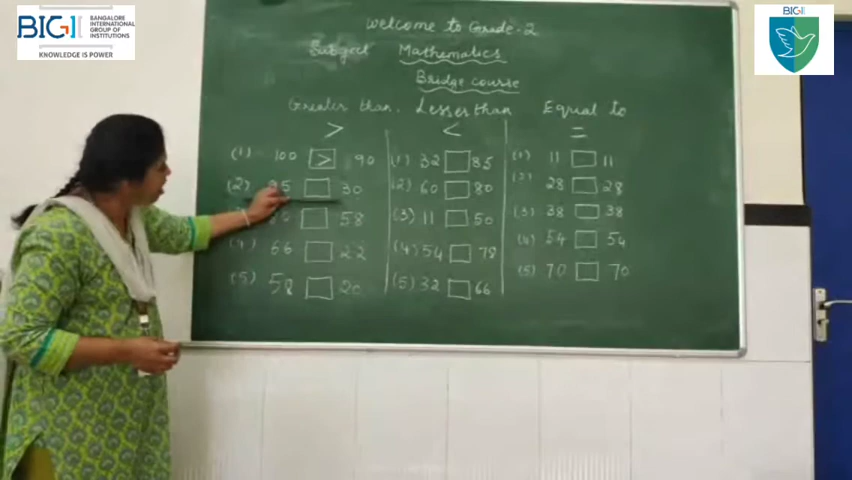 BIGI
BANGALORE
INTERNATIONAL
GROUP OF
INSTITUTIONS
KNOWLEDGE IS POWER
BIGI
Welcome to Grade-2
Subject Mathematics
Bridge course
Greater than. Lesser than Equal to
> < =
(1) 100 > 90 (1) 32 85 (1) 11 11
(2) 30 (2) 60 80 28 28
58 (3) 11 50 (3) 38 38
(4) 66 22 (4) 54 78 (4) 54 54
(5) 58 20 (5) 32 66 (5) 70 70